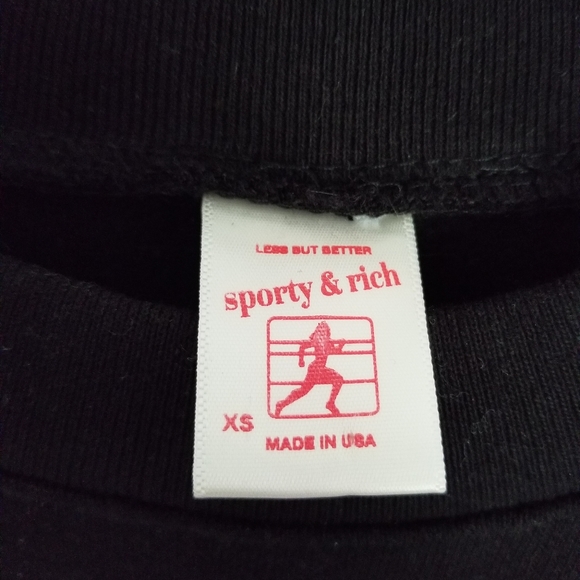 LESS BUT BETTER
sporty & rich
XS
MADE IN USA